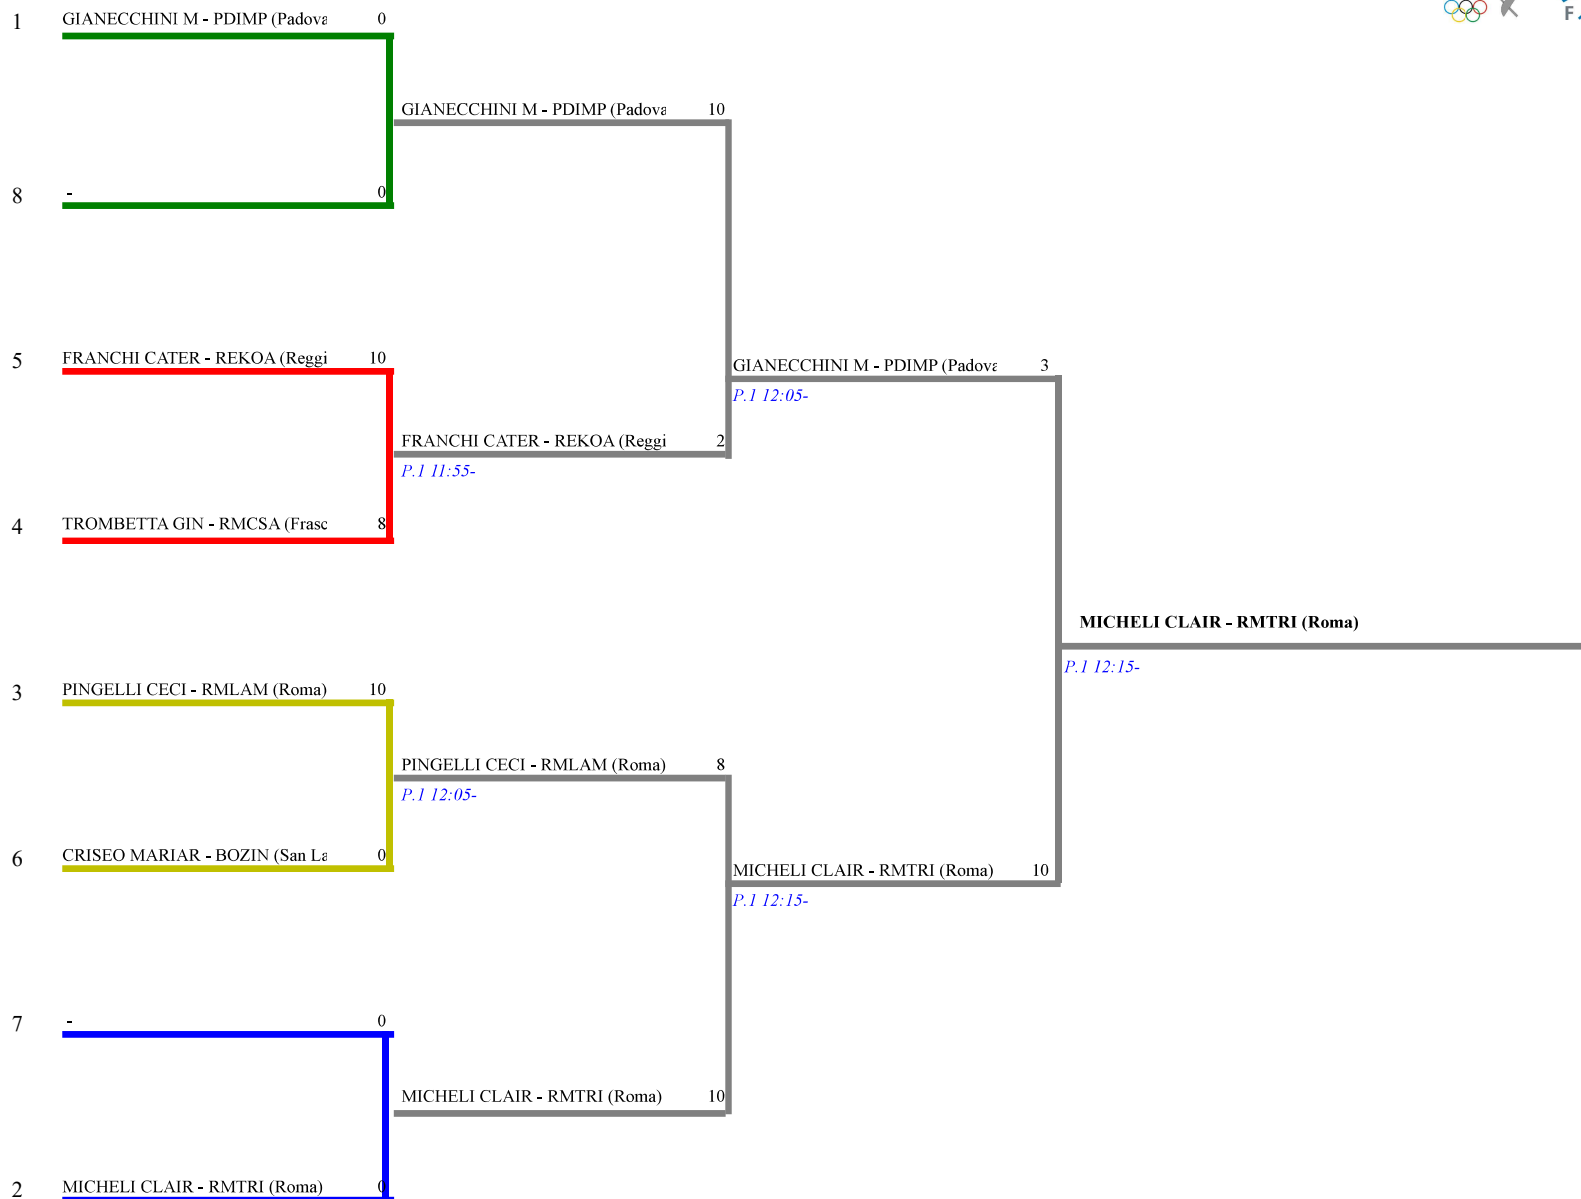 1 GIANECCHINI M - PDIMP (Padova 0
GIANECCHINI M - PDIMP (Padova 10
8 - 0
5 FRANCHI CATER - REKOA (Reggi 10
GIANECCHINI M - PDIMP (Padova 3
P.1 12:05-
FRANCHI CATER - REKOA (Reggi 2
P.1 11:55-
4 TROMBETTA GIN - RMCSA (Frasc 8
MICHELI CLAIR - RMTRI (Roma)
P.1 12:15-
3 PINGELLI CECI - RMLAM (Roma) 10
PINGELLI CECI - RMLAM (Roma) 8
P.1 12:05-
6 CRISEO MARIAR - BOZIN (San La 0
MICHELI CLAIR - RMTRI (Roma) 10
P.1 12:15-
7 - 0
MICHELI CLAIR - RMTRI (Roma) 10
2 MICHELI CLAIR - RMTRI (Roma) 0